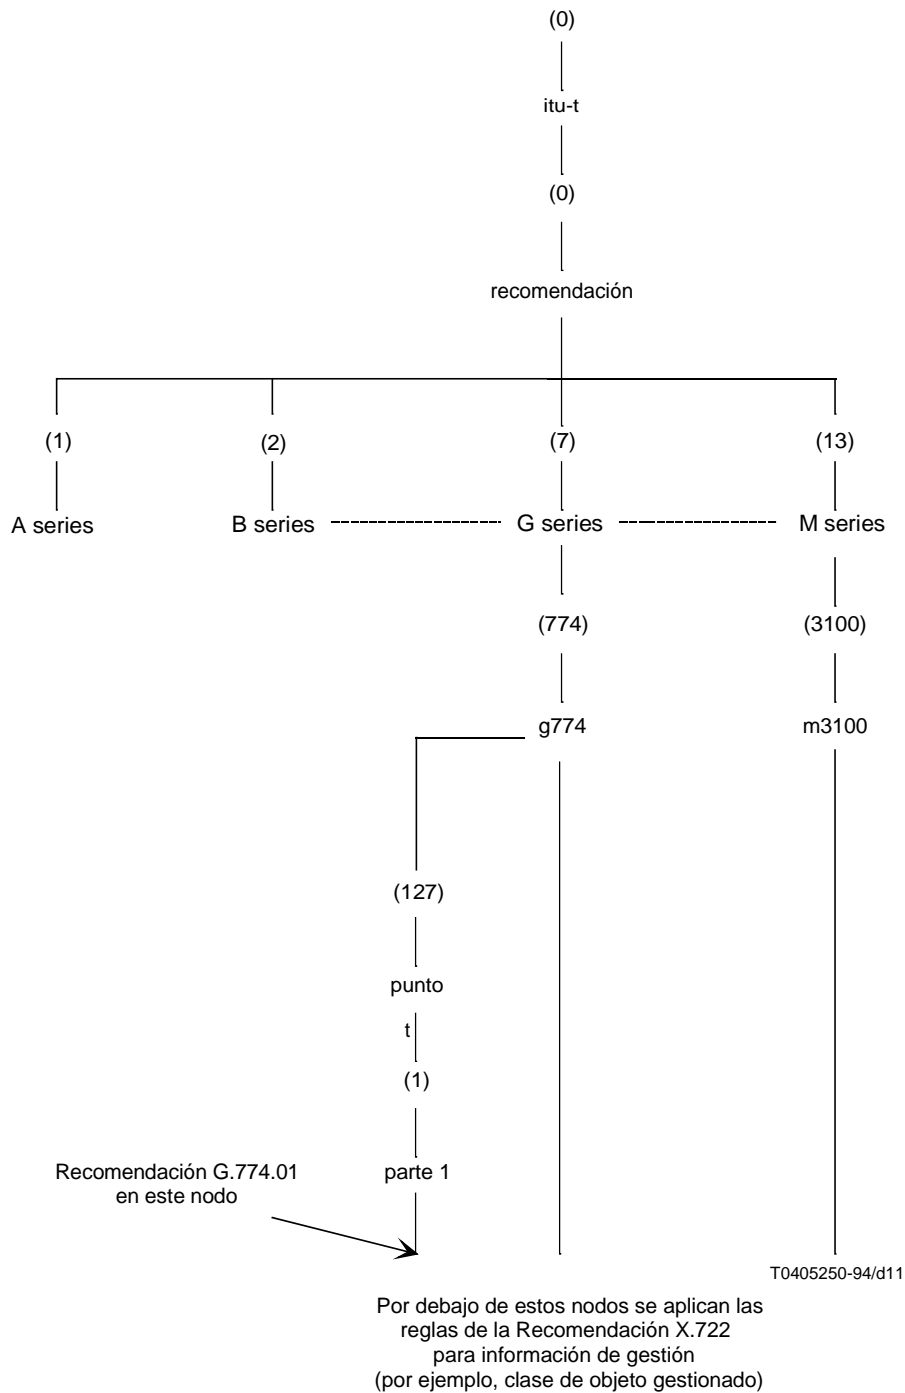 (0)
itu-t
(0)
recomendación
(1)
(2)
(7)
(13)
A series
B series
G series
M series
(774)
(3100)
g774
m3100
(127)
punto
t
(1)
Recomendación G.774.01
en este nodo
parte 1
T0405250-94/d11
Por debajo de estos nodos se aplican las
reglas de la Recomendación X.722
para información de gestión
(por ejemplo, clase de objeto gestionado)